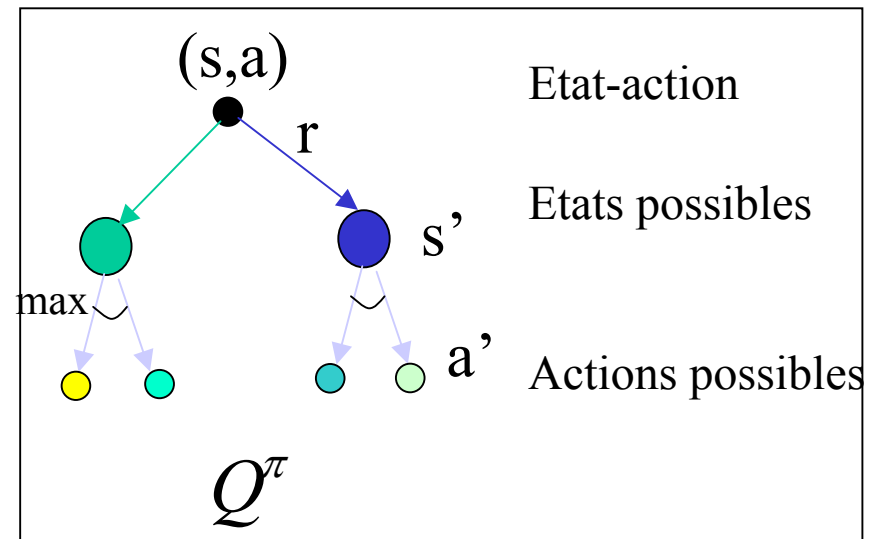 (s,a)
Etat-action
r
Etats possibles
s’
max
a’
Actions possibles
Q^π